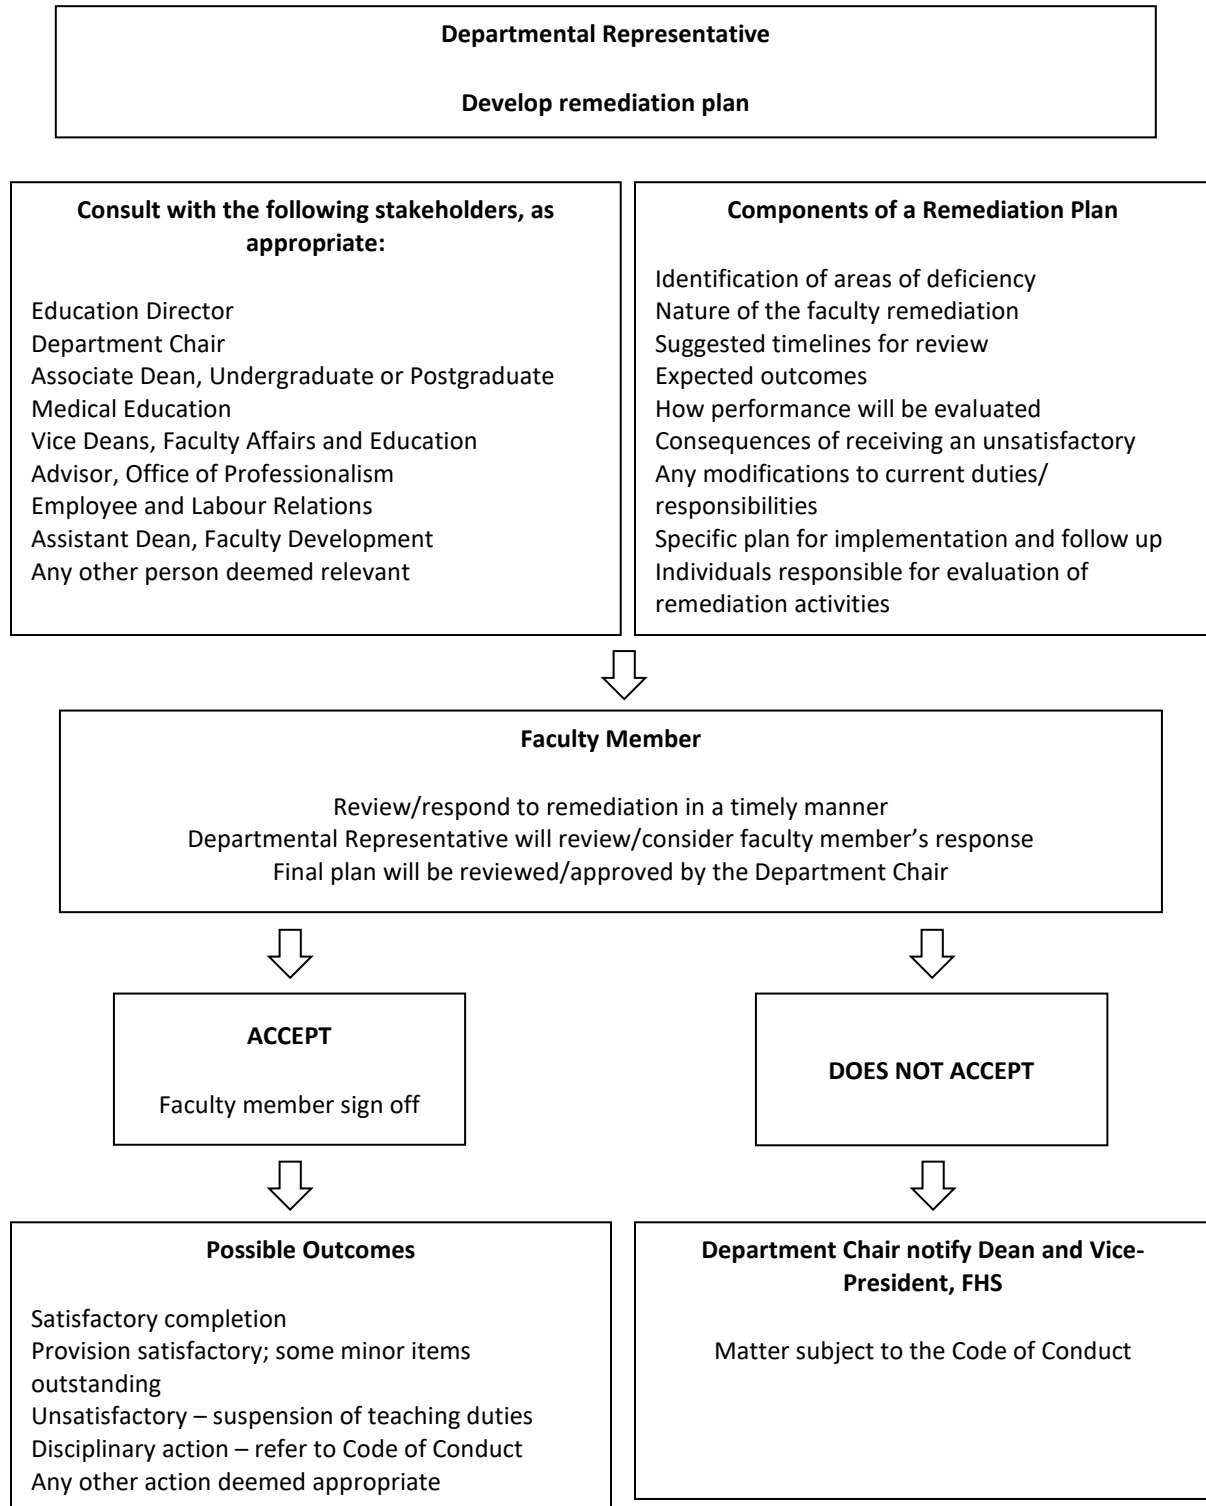 Departmental Representative
Develop remediation plan
Consult with the following stakeholders, as
appropriate:
Education Director
Department Chair
Associate Dean, Undergraduate or Postgraduate
Medical Education
Vice Deans, Faculty Affairs and Education
Advisor, Office of Professionalism
Employee and Labour Relations
Assistant Dean, Faculty Development
Any other person deemed relevant
Components of a Remediation Plan
Identification of areas of deficiency
Nature of the faculty remediation
Suggested timelines for review
Expected outcomes
How performance will be evaluated
Consequences of receiving an unsatisfactory
Any modifications to current duties/
responsibilities
Specific plan for implementation and follow up
Individuals responsible for evaluation of
remediation activities
Faculty Member
Review/respond to remediation in a timely manner
Departmental Representative will review/consider faculty member’s response
Final plan will be reviewed/approved by the Department Chair
ACCEPT
Faculty member sign off
DOES NOT ACCEPT
Possible Outcomes
Satisfactory completion
Provision satisfactory; some minor items
outstanding
Unsatisfactory – suspension of teaching duties
Disciplinary action – refer to Code of Conduct
Any other action deemed appropriate
Department Chair notify Dean and Vice-
President, FHS
Matter subject to the Code of Conduct